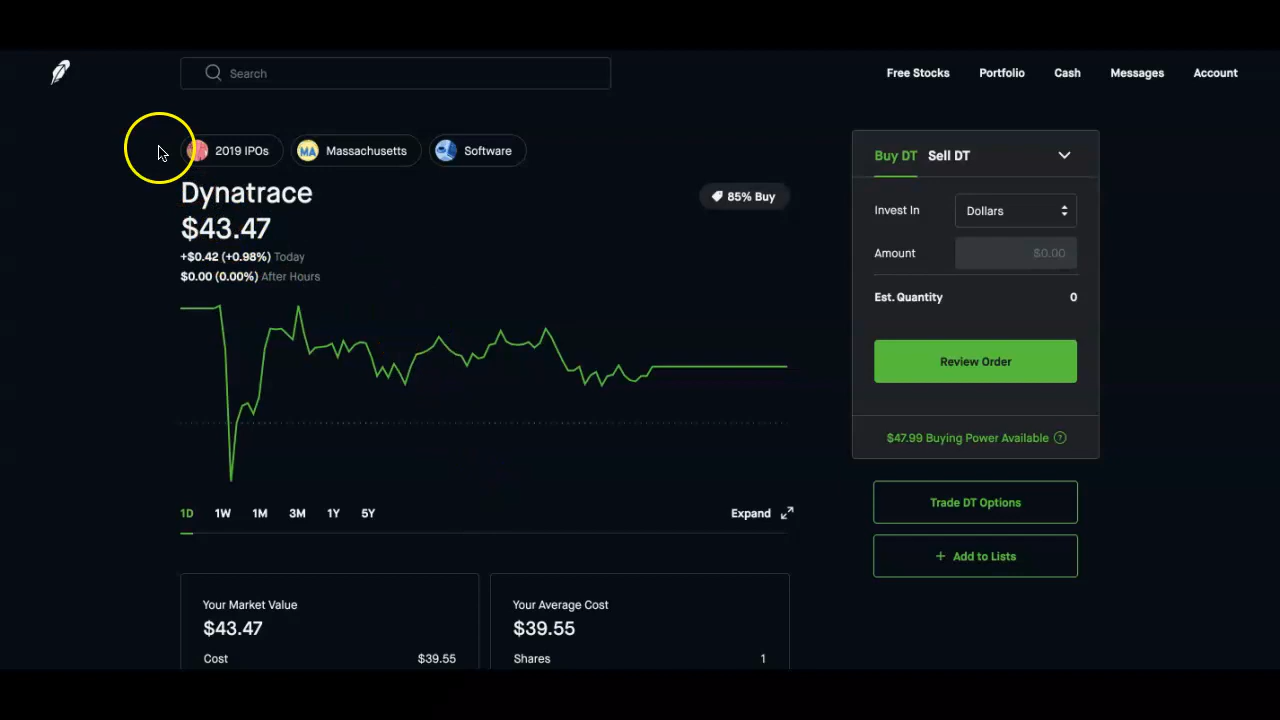 Search
Free Stocks
Portfolio
Cash
Messages
Account
2019 IPOs
MA
Massachusetts
Software
Dynatrace
$43.47
+$0.42 (+0.98%) Today
$0.00 (0.00%) After Hours
85% Buy
1D 1W 1M 3M 1Y 5Y
Expand
Your Market Value
$43.47
Cost $39.55
Your Average Cost
$39.55
Shares 1
Buy DT Sell DT
Invest In Dollars
Amount $0.00
Est. Quantity 0
Review Order
$47.99 Buying Power Available ?
Trade DT Options
+ Add to Lists